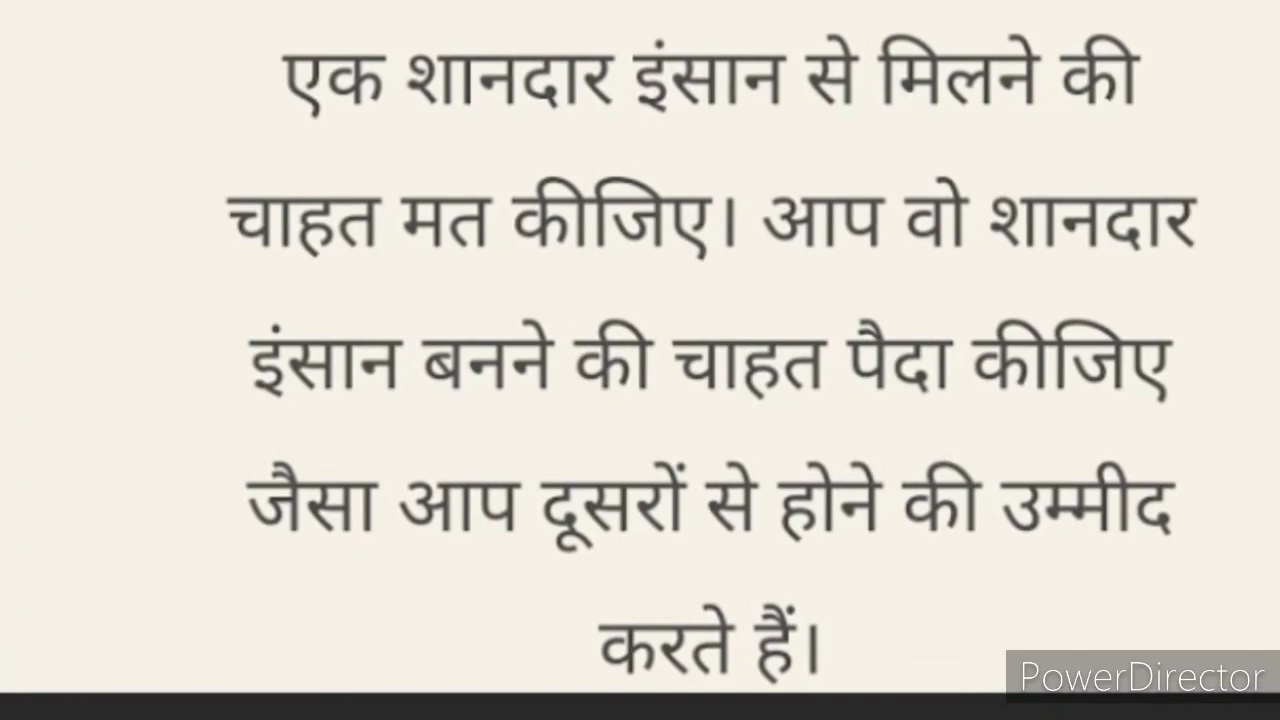 एक शानदार इंसान से मिलने की
चाहत मत कीजिए। आप वो शानदार
इंसान बनने की चाहत पैदा कीजिए
जैसा आप दूसरों से होने की उम्मीद
करते हैं।
PowerDirector